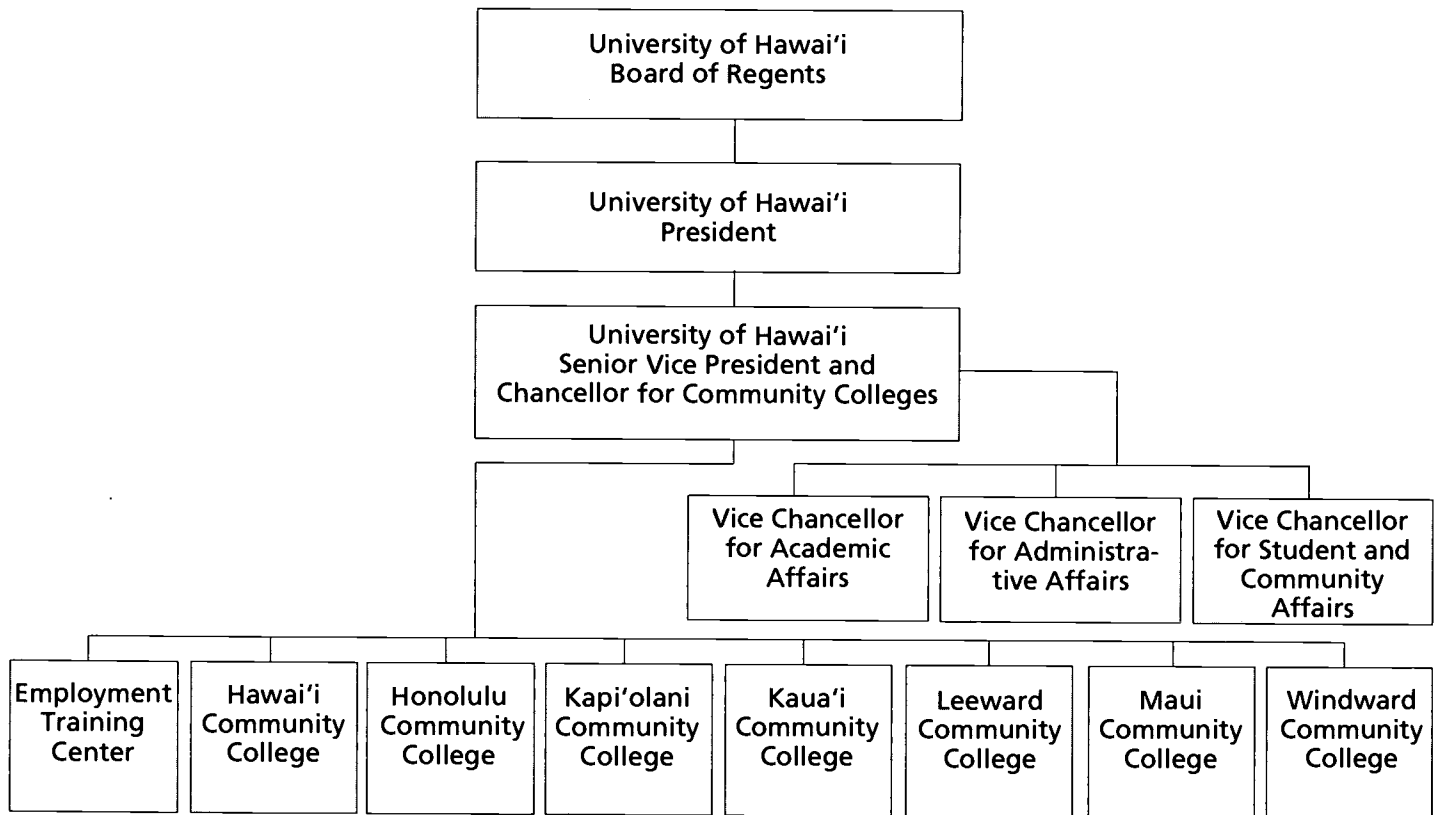 University of Hawai‘i
Board of Regents
University of Hawai‘i
President
University of Hawai‘i
Senior Vice President and
Chancellor for Community Colleges
Vice Chancellor
for Academic
Affairs
Vice Chancellor
for Administra-
tive Affairs
Vice Chancellor
for Student and
Community
Affairs
Employment
Training
Center
Hawai‘i
Community
College
Honolulu
Community
College
Kapi‘olani
Community
College
Kaua‘i
Community
College
Leeward
Community
College
Maui
Community
College
Windward
Community
College